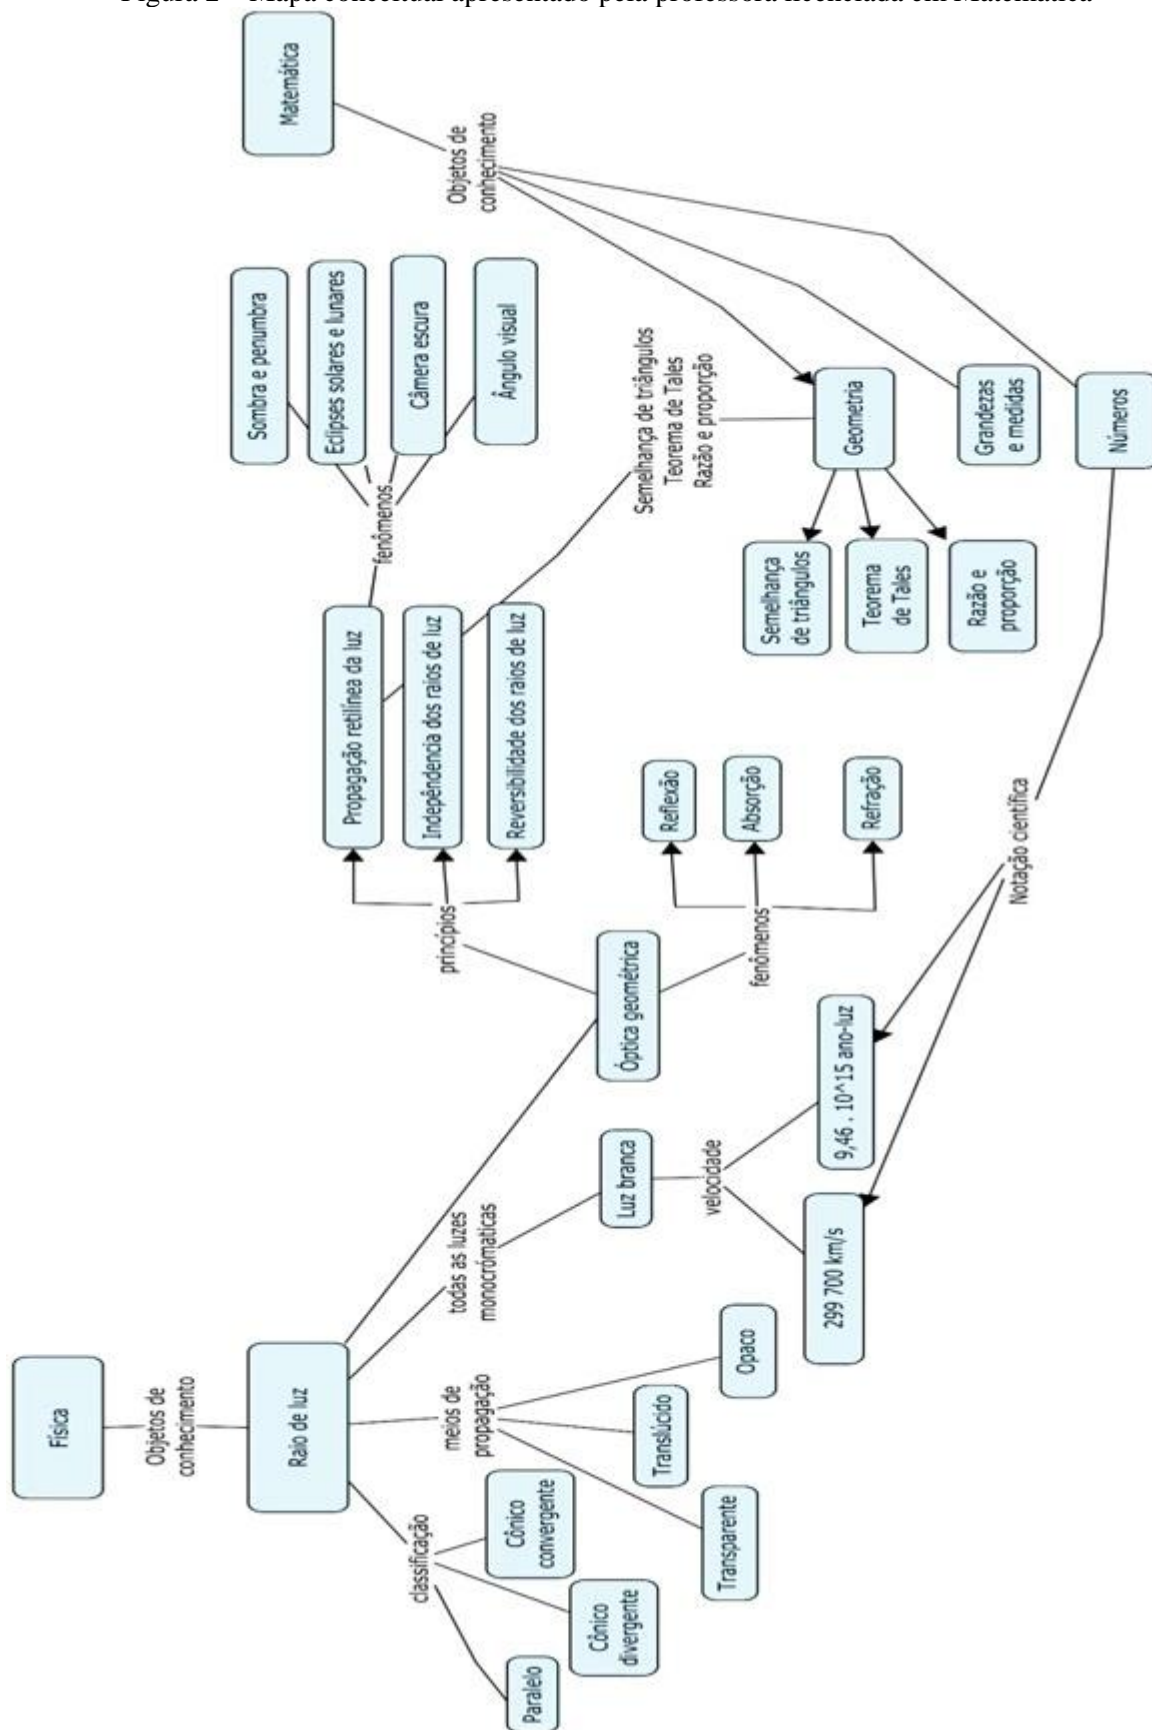 Figura 2 – Mapa conceitual apresentado pela professora licenciada em Matemática
Física
Objetos de
conhecimento
Raio de luz
classificação
Paralelo
Cônico
divergente
Cônico
convergente
meios de
propagação
Transparente
Translúcido
Opaco
todas as luzes
monocrómaticas
Luz branca
velocidade
299 700 km/s
9,46 . 10^15 ano-luz
Óptica geométrica
princípios
Propagação retilínea da luz
Indepêndencia dos raios de luz
Reversibilidade dos raios de luz
fenômenos
Reflexão
Absorção
Refração
fenômenos
Sombra e penumbra
Eclipses solares e lunares
Câmera escura
Ângulo visual
Semelhança de triângulos
Teorema de Tales
Razão e proporção
Matemática
Objetos de
conhecimento
Geometria
Grandezas
e medidas
Números
Semelhança
de triângulos
Teorema
de Tales
Razão e
proporção
Notação científica